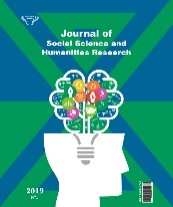 Journal of
Social Science and
Humanities Research
2019